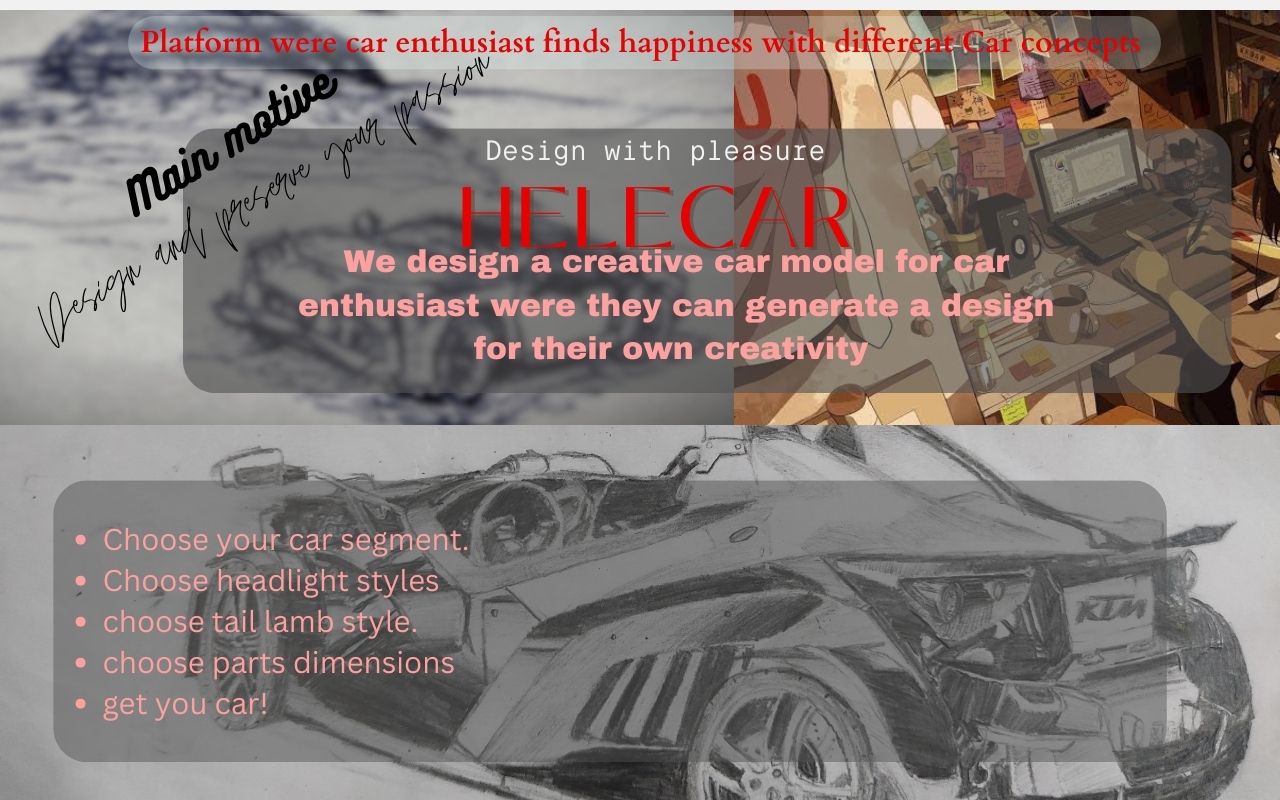 Platform were car enthusiast finds happiness with different Car concepts
Main motive
Design and preserve your passion
Design with pleasure
HELECAR
We design a creative car model for car
enthusiast were they can generate a design
for their own creativity
Choose your car segment.
Choose headlight styles
choose tail lamb style.
choose parts dimensions
get you car!
KTM